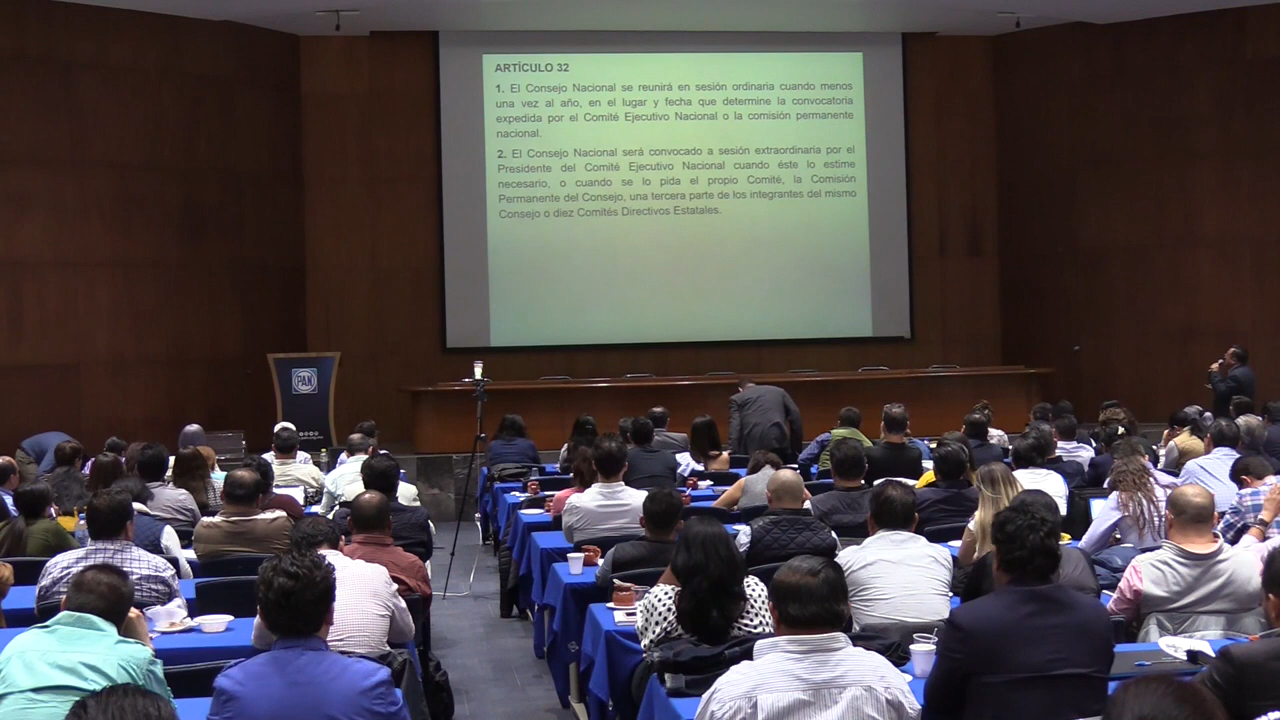 ARTÍCULO 32
1. El Consejo Nacional se reunirá en sesión ordinaria cuando menos
una vez al año, en el lugar y fecha que determine la convocatoria
expedida por el Comité Ejecutivo Nacional o la comisión permanente
nacional.
2. El Consejo Nacional será convocado a sesión extraordinaria por el
Presidente del Comité Ejecutivo Nacional cuando éste lo estime
necesario, o cuando se lo pida el propio Comité, la Comisión
Permanente del Consejo, una tercera parte de los integrantes del mismo
Consejo o diez Comités Directivos Estatales.
PAN